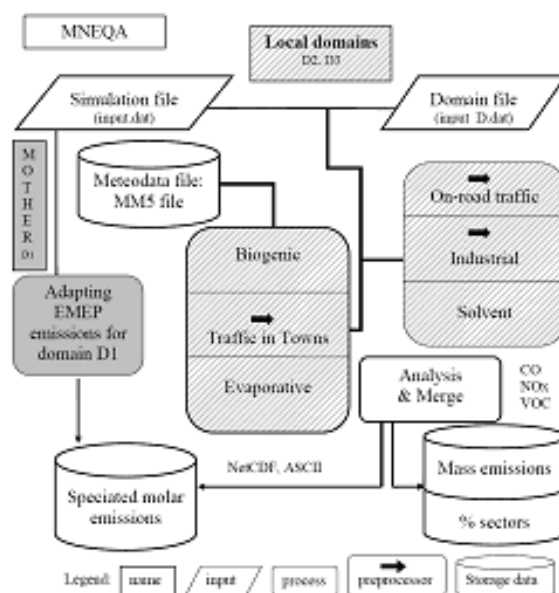 MNEQA
Local domains
D2, D3
Simulation file
(input.dat)
Domain file
(input_D.dat)
MOTHER
D1
Meteodata file:
MM5 file
On-road traffic
Industrial
Solvent
Biogenic
Traffic in Towns
Evaporative
Adapting
EMEP
emissions for
domain D1
Analysis
& Merge
CO
NOx
VOC
NetCDF, ASCII
Speciated molar
emissions
Mass emissions
% sectors
Legend: name input process preprocessor Storage data